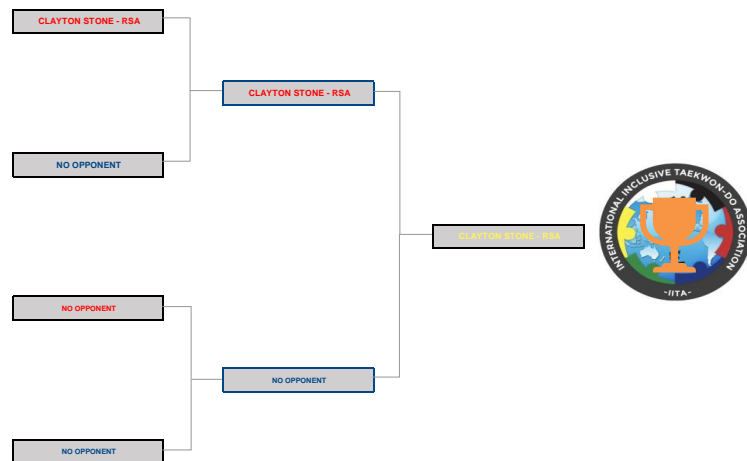 CLAYTON STONE - RSA
CLAYTON STONE - RSA
NO OPPONENT
CLAYTON STONE - RSA
INTERNATIONAL INCLUSIVE TAEKWON-DO ASSOCIATION
-IITA-
NO OPPONENT
NO OPPONENT
NO OPPONENT